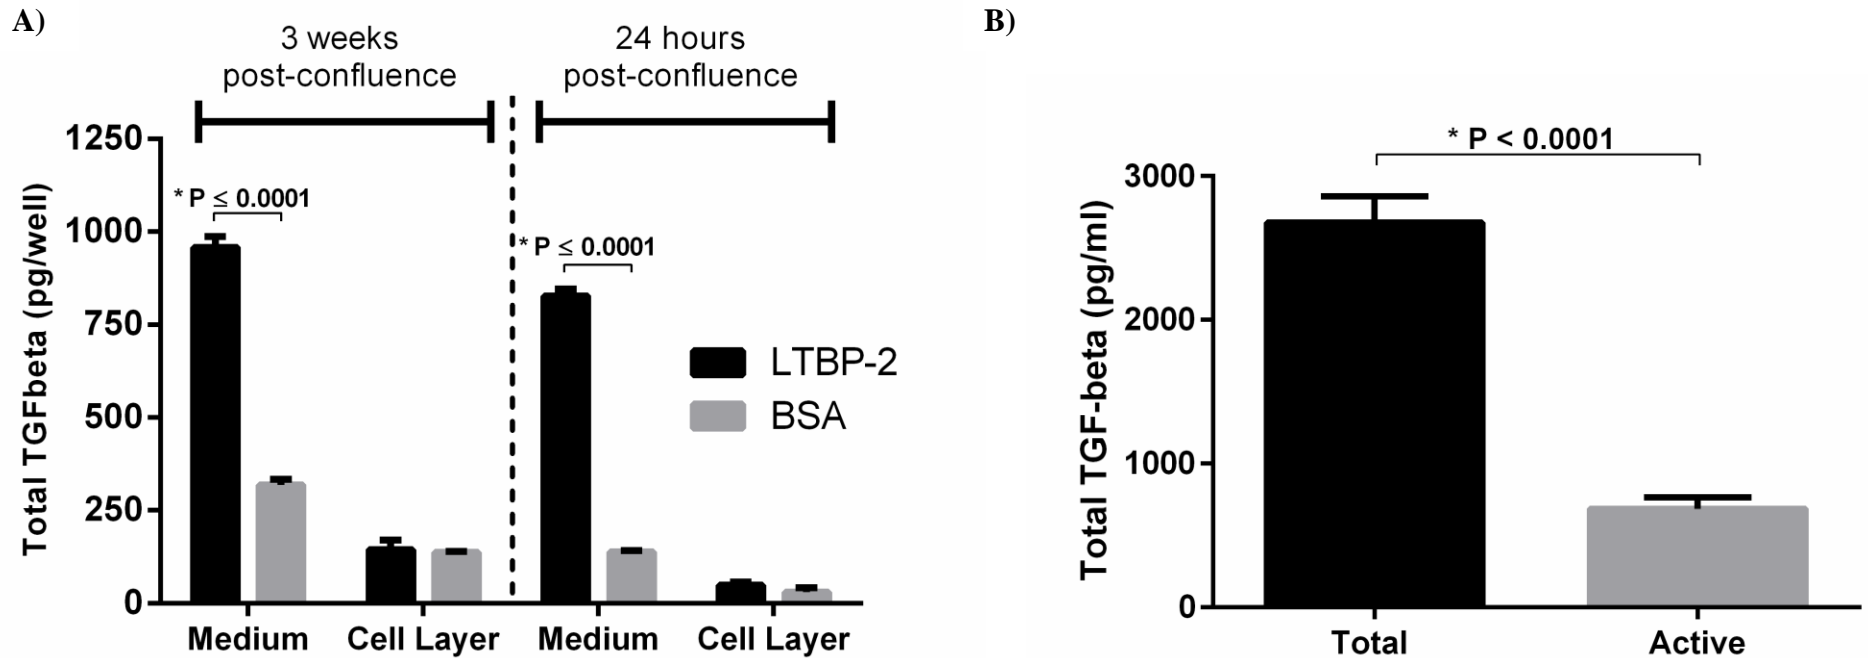 A)
3 weeks
post-confluence
24 hours
post-confluence
Total TGFbeta (pg/well)
1250
1000
750
500
250
0
* P ≤ 0.0001
* P ≤ 0.0001
LTBP-2
BSA
Medium
Cell Layer
Medium
Cell Layer
B)
* P < 0.0001
Total TGF-beta (pg/ml)
3000
2000
1000
0
Total
Active